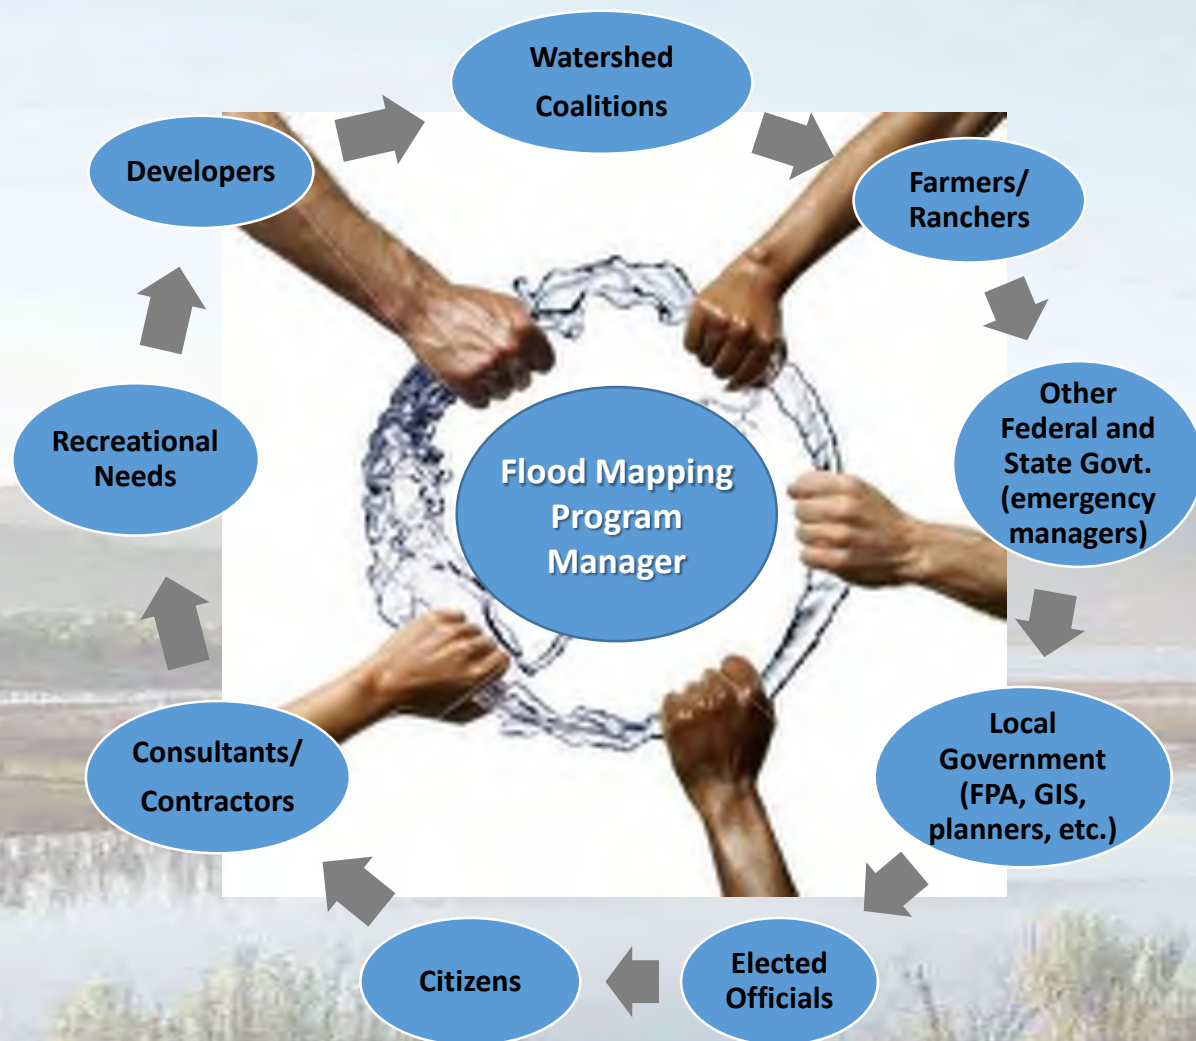 Watershed
Coalitions
Farmers/
Ranchers
Other
Federal and
State Govt.
(emergency
managers)
Local
Government
(FPA, GIS,
planners, etc.)
Elected
Officials
Citizens
Consultants/
Contractors
Recreational
Needs
Developers
Flood Mapping
Program
Manager